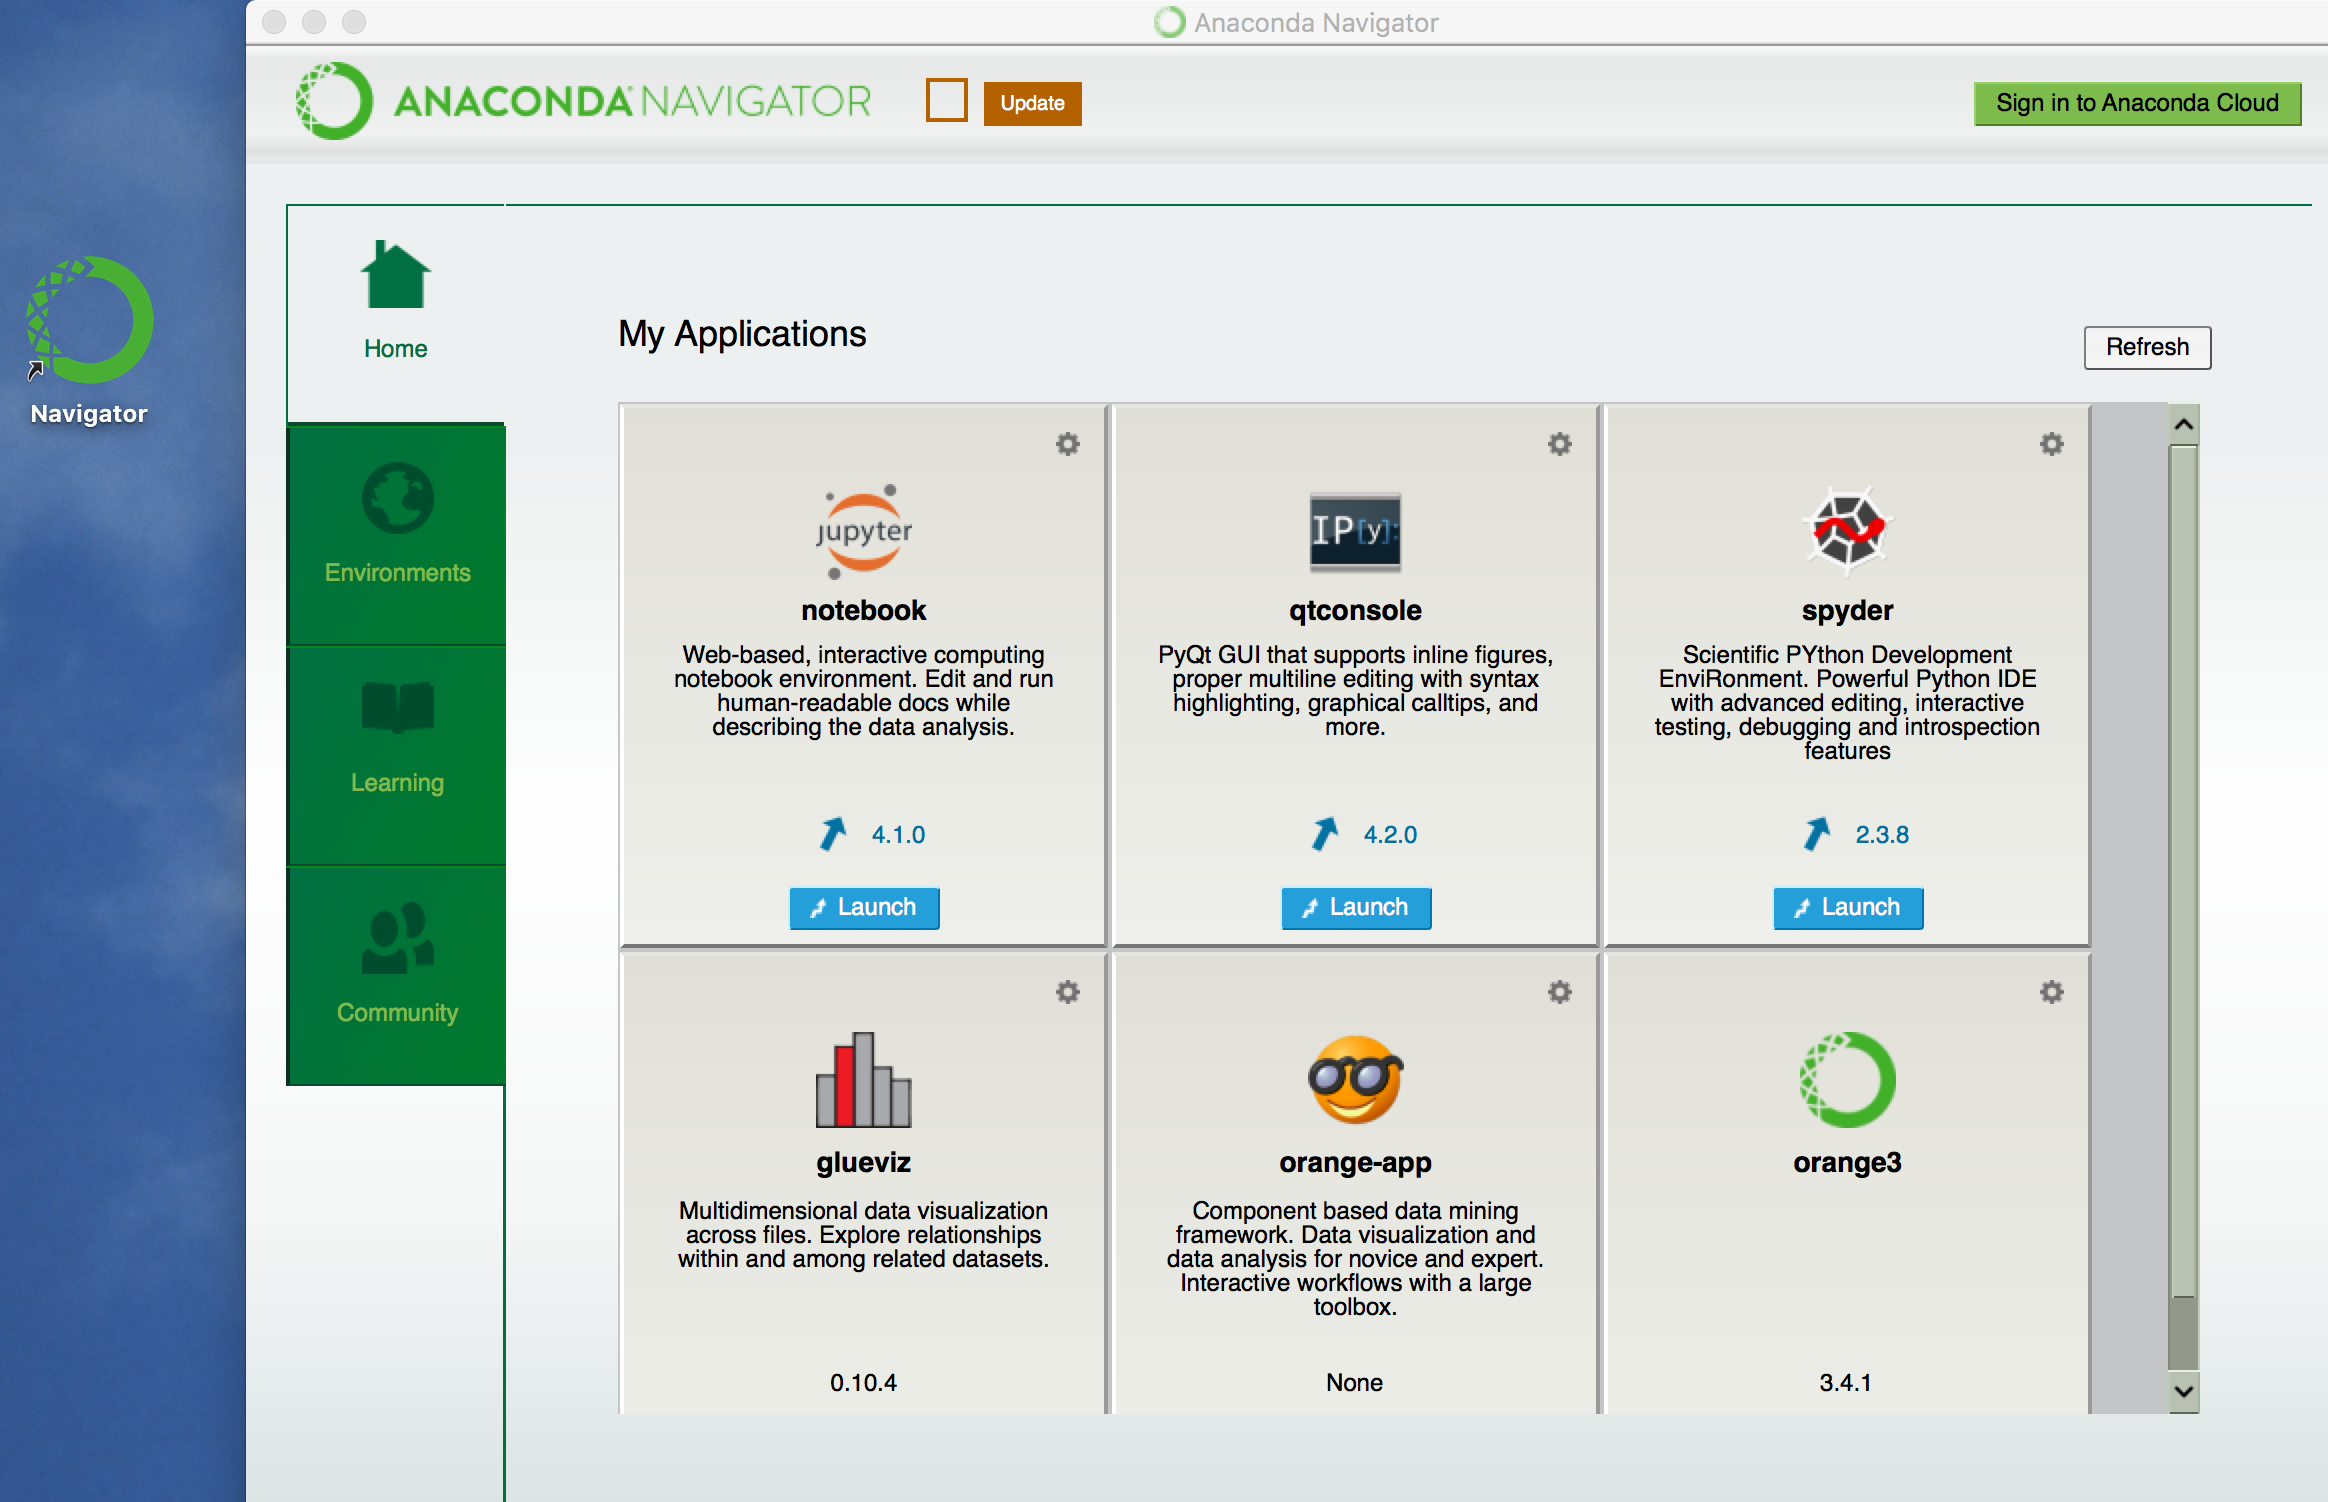 Anaconda Navigator
ANACONDA NAVIGATOR
Update
Sign in to Anaconda Cloud
Navigator
Home
Environments
Learning
Community
My Applications
Refresh
jupyter
notebook
Web-based, interactive computing
notebook environment. Edit and run
human-readable docs while
describing the data analysis.
4.1.0
Launch
IP[y]:
qtconsole
PyQt GUI that supports inline figures,
proper multiline editing with syntax
highlighting, graphical calltips, and
more.
4.2.0
Launch
spyder
Scientific PYthon Development
EnviRonment. Powerful Python IDE
with advanced editing, interactive
testing, debugging and introspection
features
2.3.8
Launch
glueviz
Multidimensional data visualization
across files. Explore relationships
within and among related datasets.
0.10.4
orange-app
Component based data mining
framework. Data visualization and
data analysis for novice and expert.
Interactive workflows with a large
toolbox.
None
orange3
3.4.1